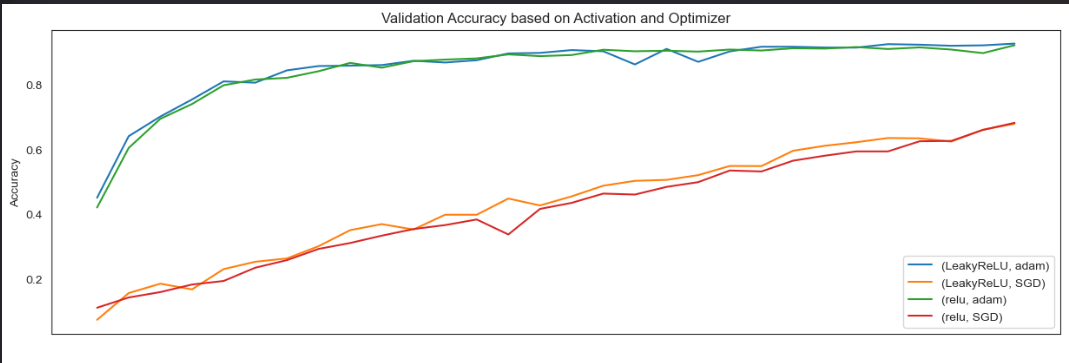 Validation Accuracy based on Activation and Optimizer
Accuracy
0.8
0.6
0.4
0.2
(LeakyReLU, adam)
(LeakyReLU, SGD)
(relu, adam)
(relu, SGD)